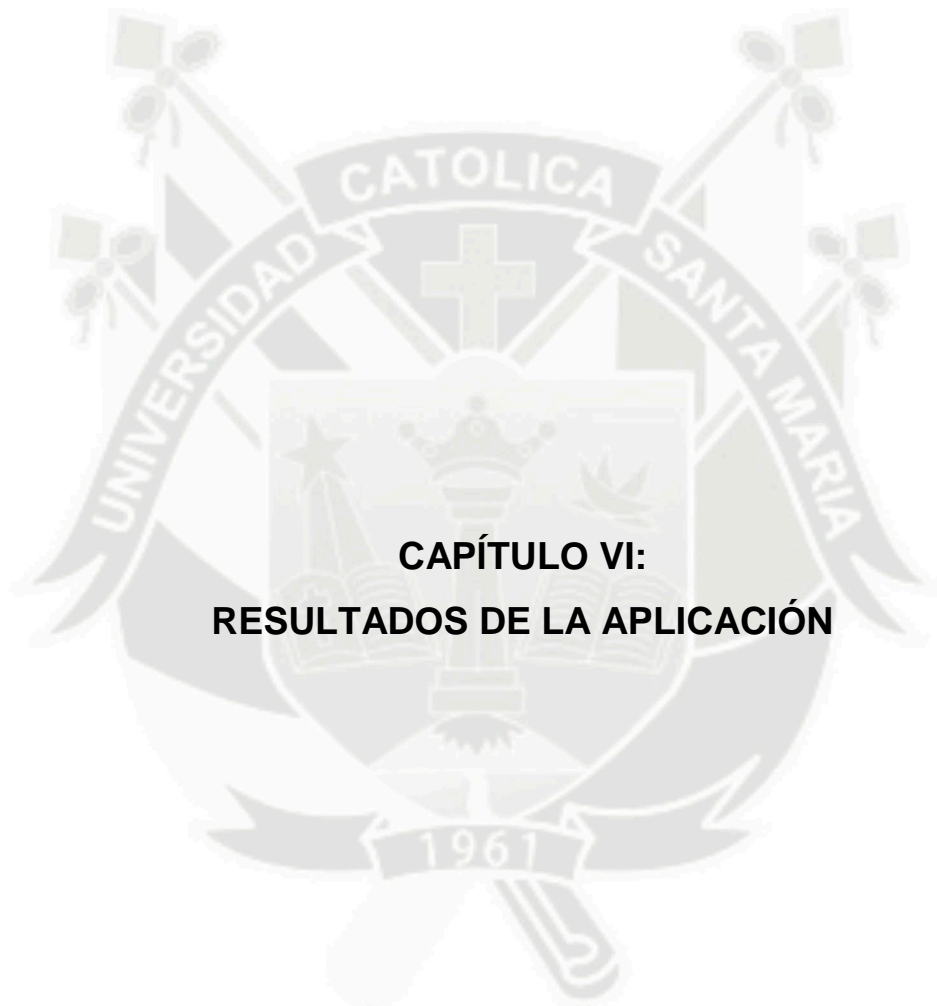 UNIVERSIDAD CATOLICA SANTA MARIA
CAPÍTULO VI:
RESULTADOS DE LA APLICACIÓN
1961